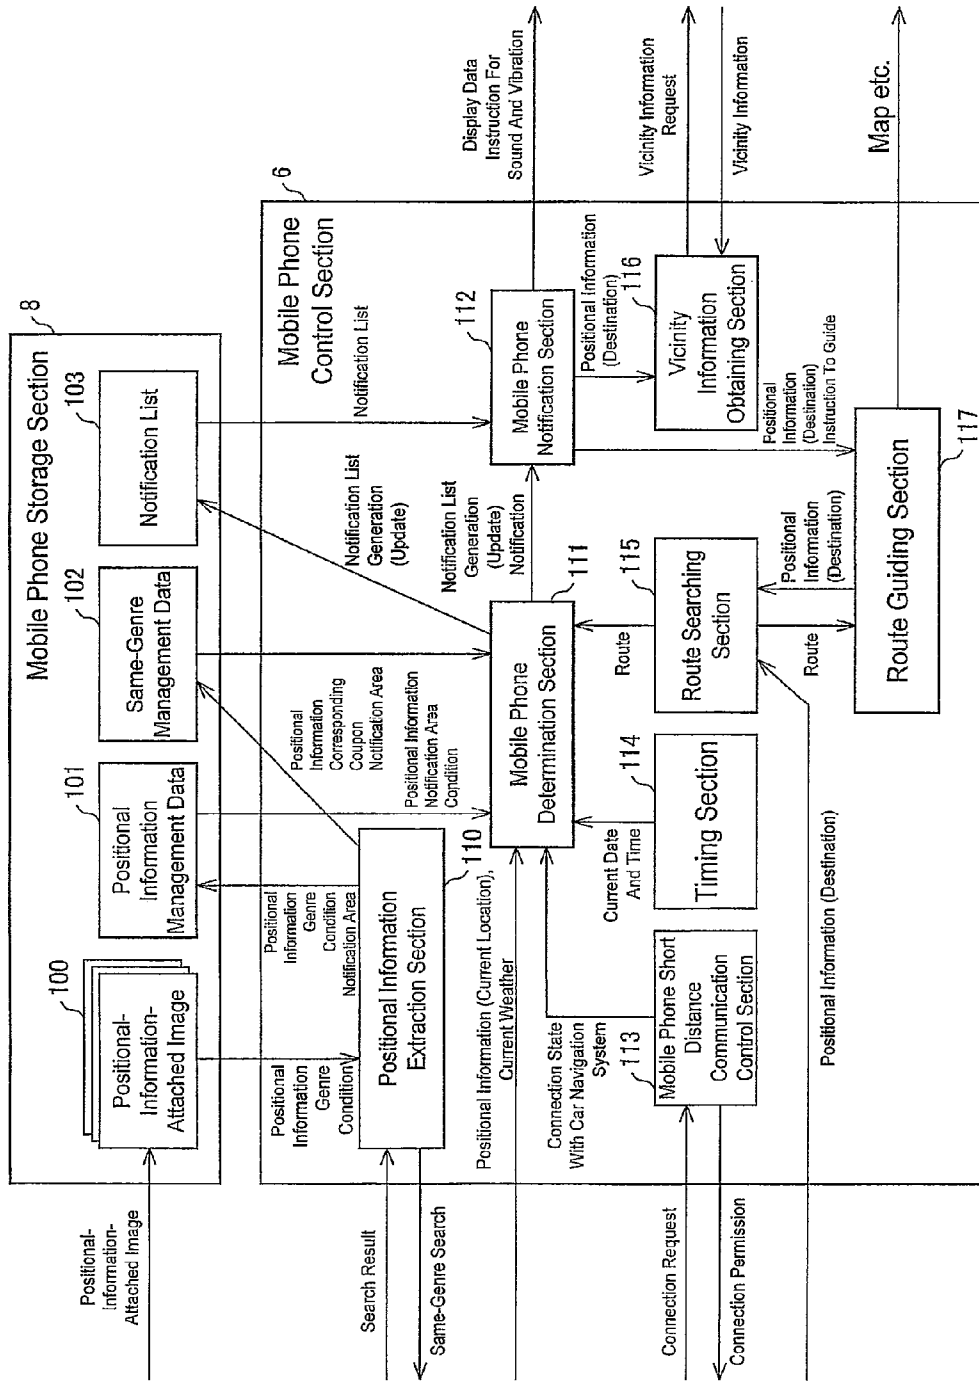 Mobile Phone Storage Section
8
100
Positional-
Information-
Attached Image
101
Positional
Information
Management Data
102
Same-Genre
Management Data
103
Notification List
Positional-
Information-
Attached Image
Mobile Phone
Control Section
6
Positional
Information
Genre
Condition
Positional
Information
Genre
Condition
Notification Area
Positional
Information
Corresponding
Coupon
Notification Area
Positional Information
Notification Area
Condition
Notification List
Generation
(Update)
Notification List
Search Result
Same-Genre Search
Positional Information
Extraction Section
110
Positional Information (Current Location),
Current Weather
Mobile Phone
Determination Section
111
Notification List
Generation
(Update)
Notification
Mobile Phone
Notification Section
112
Display Data
Instruction For
Sound And Vibration
Connection State
With Car Navigation
System
113
Current Date
And Time
114
Route
115
Positional Information
(Destination)
116
Connection Request
Connection Permission
Mobile Phone Short
Distance
Communication
Control Section
Timing Section
Route Searching
Section
Vicinity
Information
Obtaining Section
Vicinity Information
Request
Vicinity Information
Positional Information (Destination)
Route
Positional
Information
(Destination)
Positional
Information
(Destination)
Instruction To Guide
Route Guiding Section
117
Map etc.